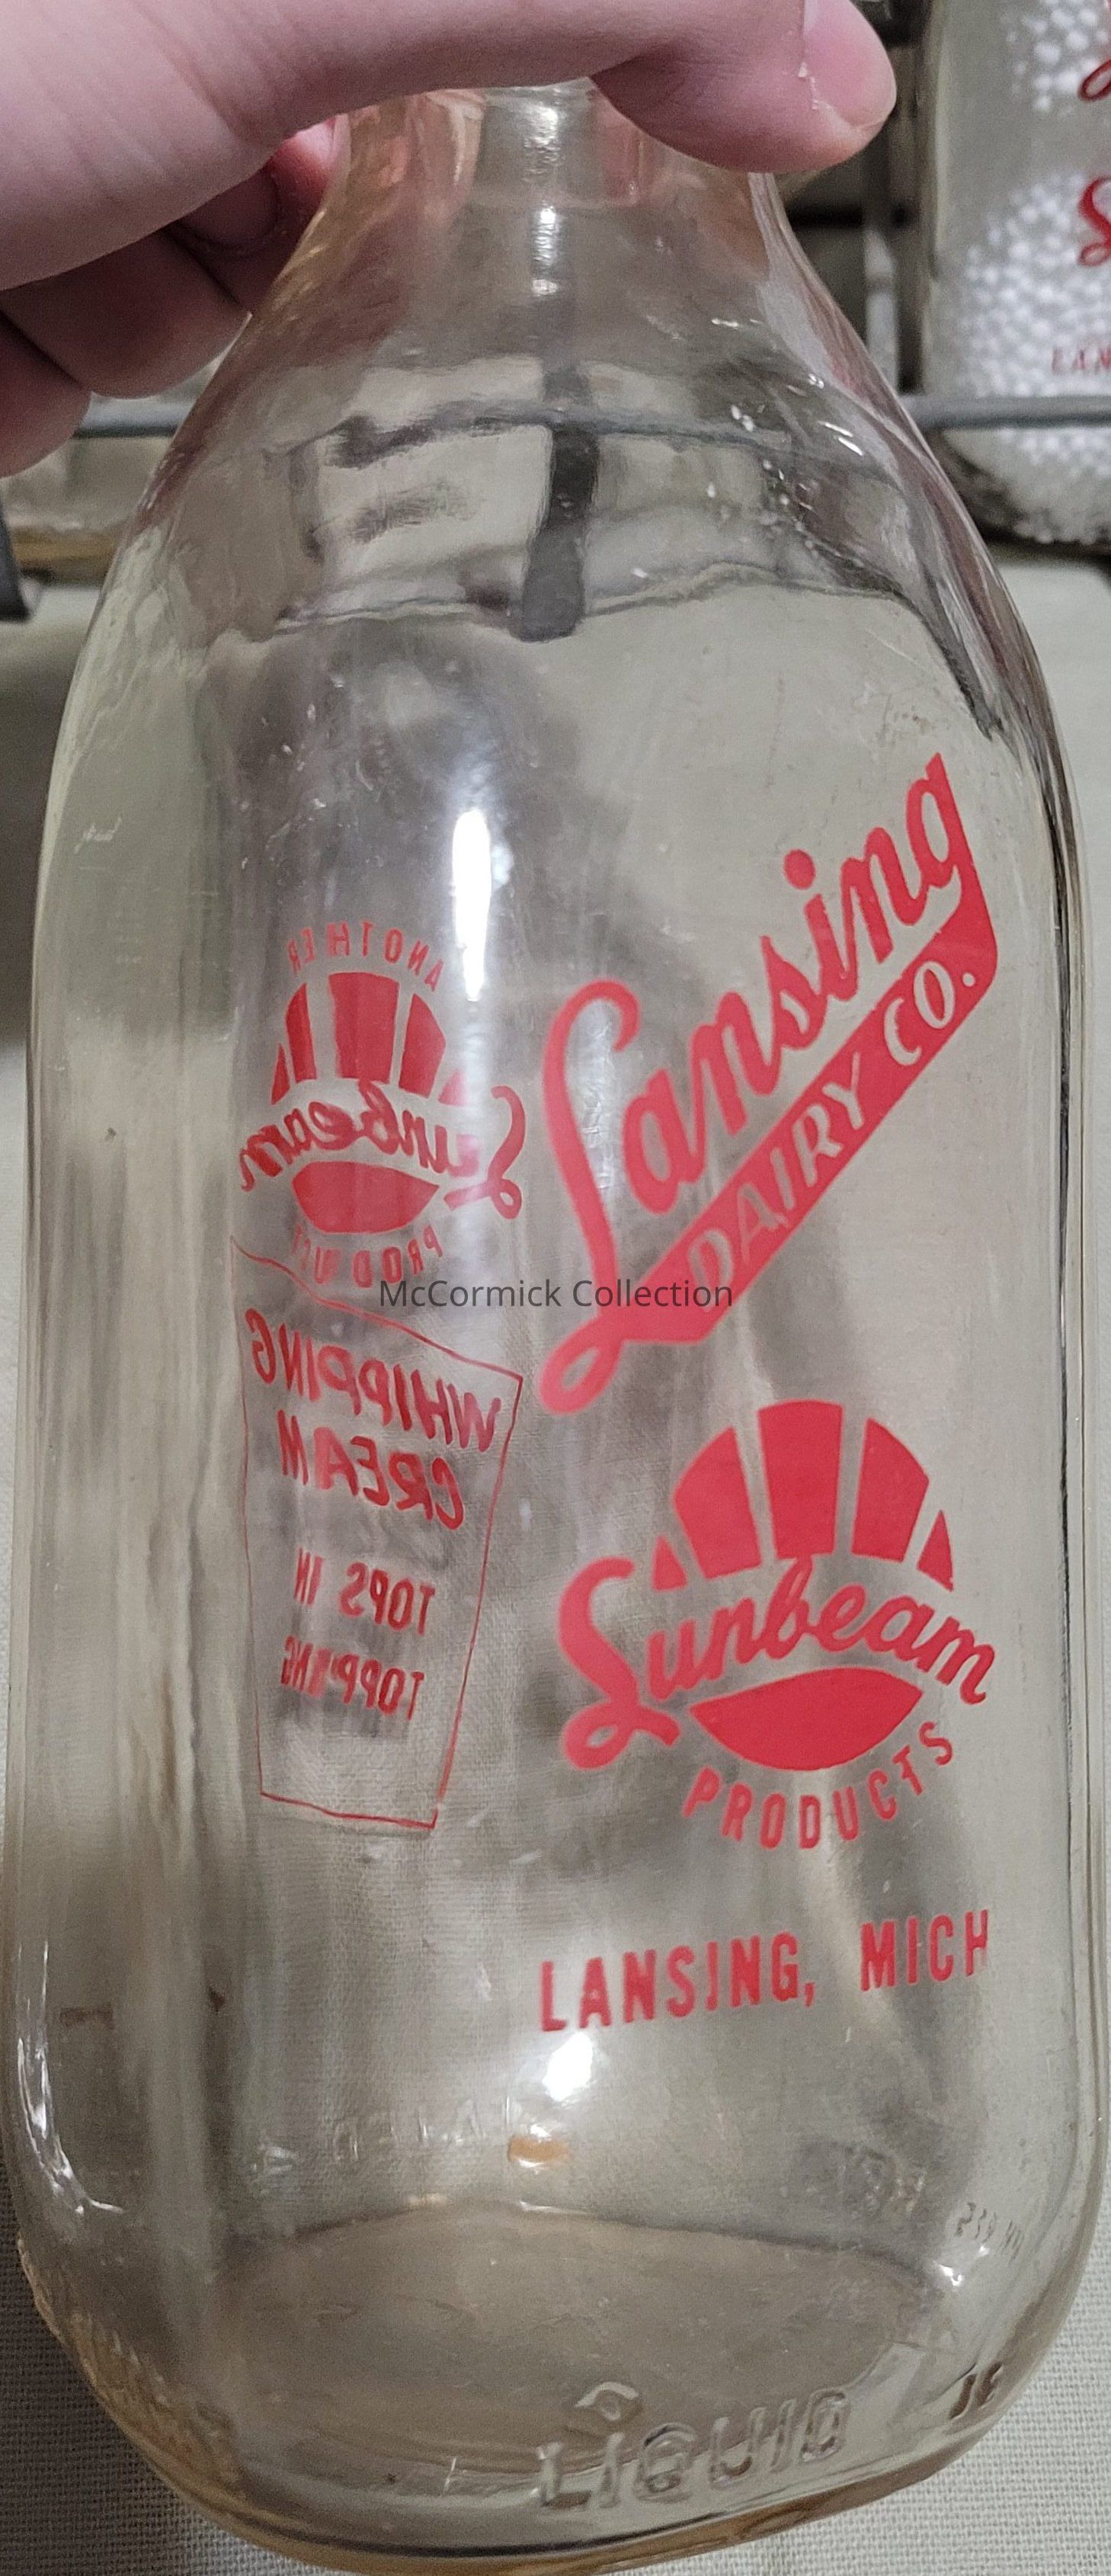 Lansing
DAIRY CO.
Sunbeam
PRODUCTS
LANSING, MICH
ANOTHER
Sunbeam
PRODUCT
WHIPPING
CREAM
TOPS IN
TOPPING
McCormick Collection
LIQUID